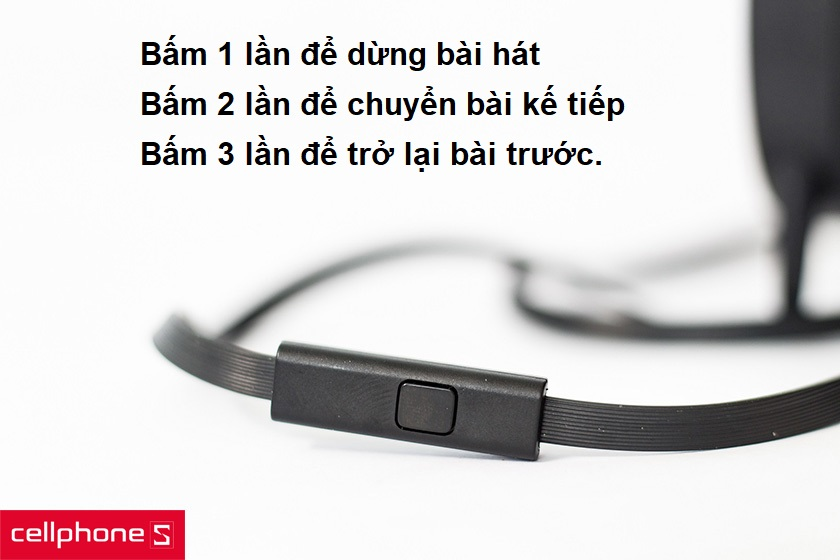 Bấm 1 lần để dừng bài hát
Bấm 2 lần để chuyển bài kế tiếp
Bấm 3 lần để trở lại bài trước.
cellphone S